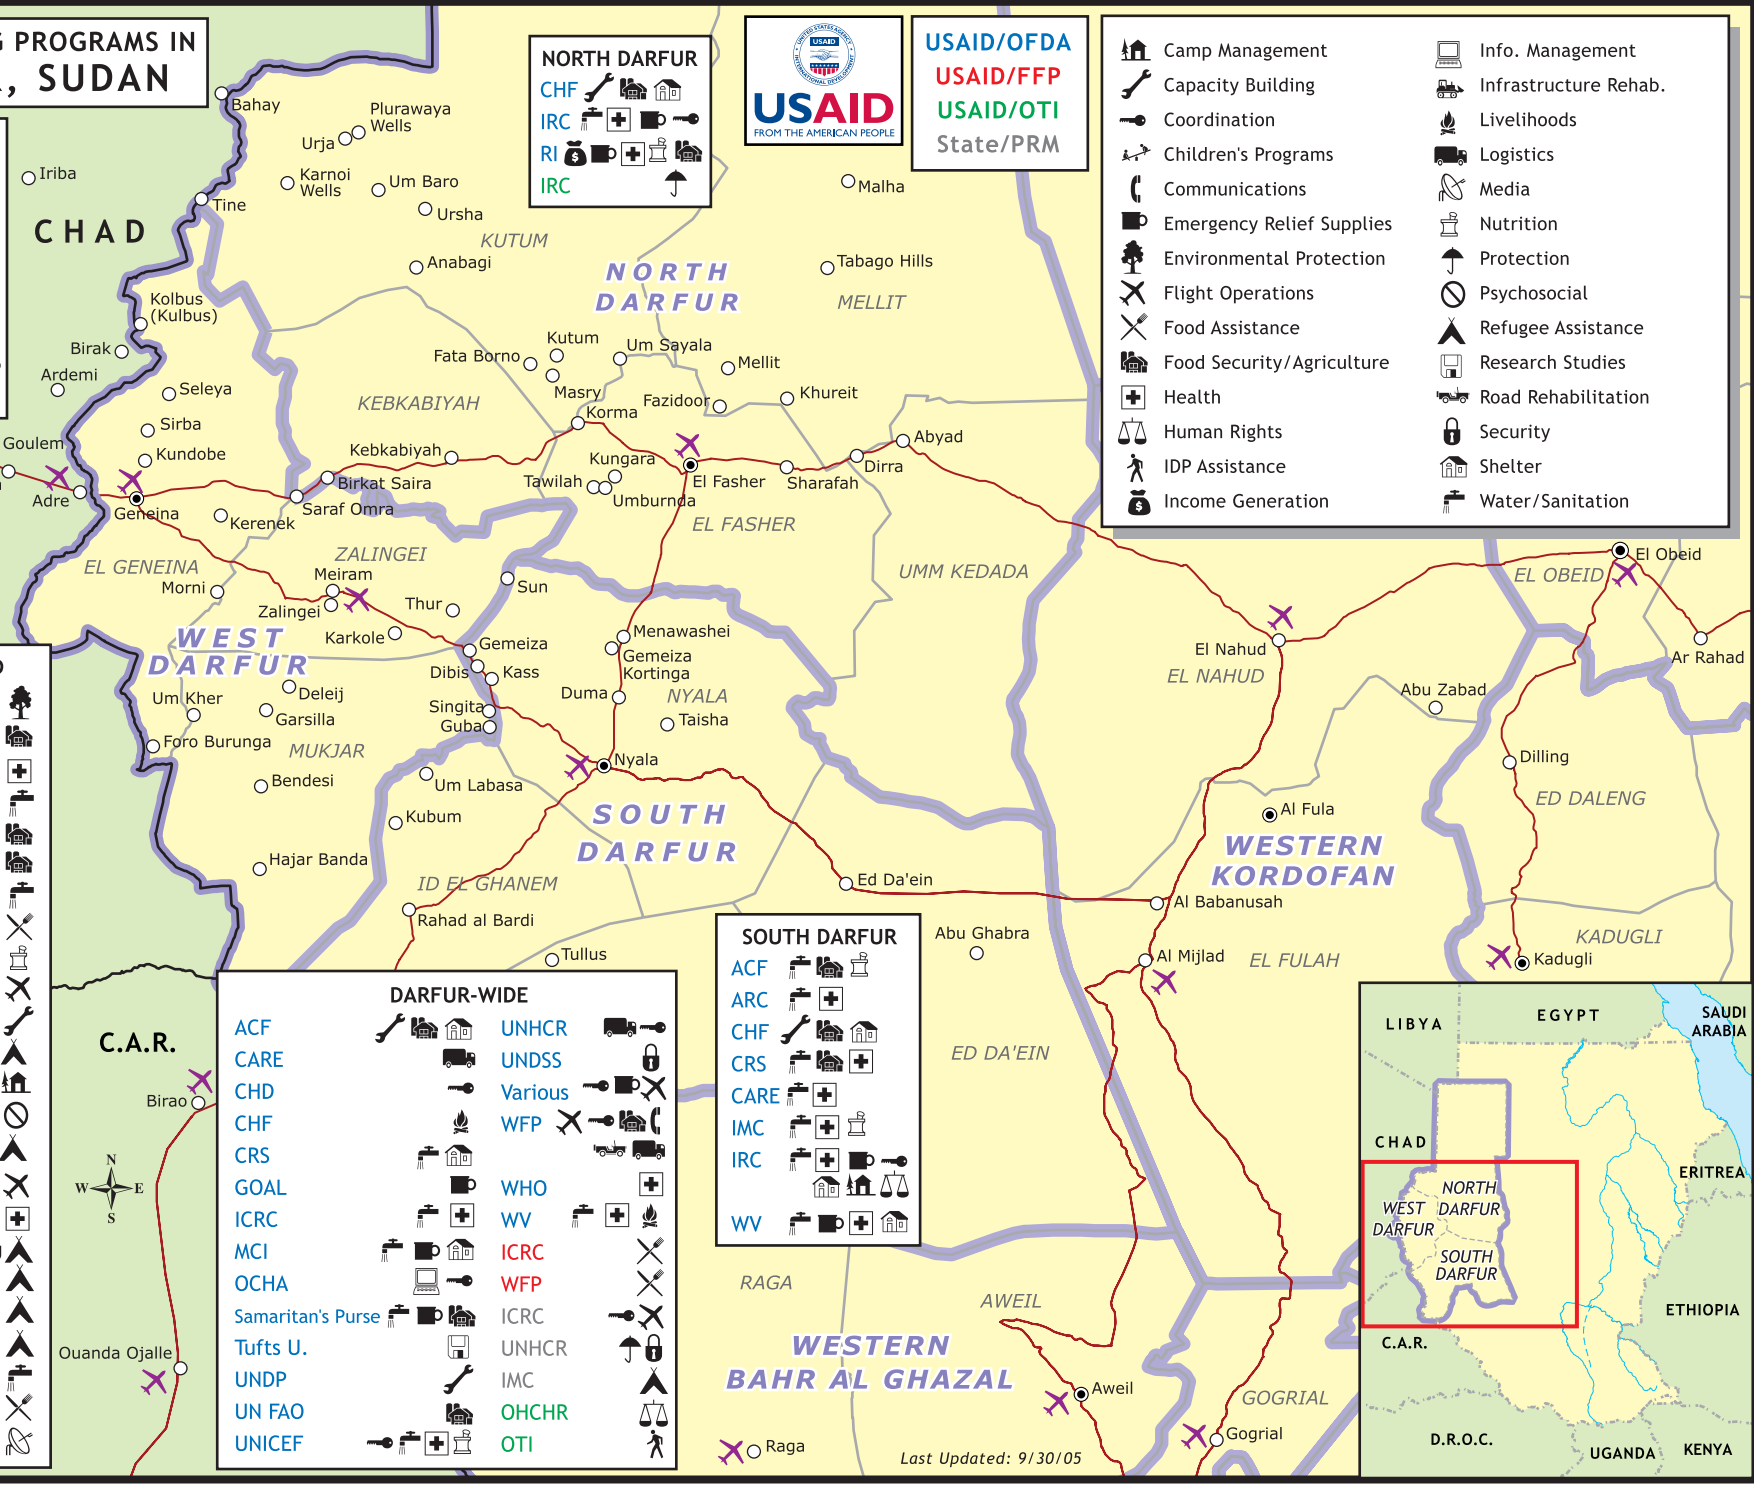 PROGRAMS IN
, SUDAN
NORTH DARFUR
CHF
IRC
RI
IRC
UNITED STATES AGENCY
USAID
INTERNATIONAL DEVELOPMENT
USAID
FROM THE AMERICAN PEOPLE
USAID/OFDA
USAID/FFP
USAID/OTI
State/PRM
Camp Management
Capacity Building
Coordination
Children's Programs
Communications
Emergency Relief Supplies
Environmental Protection
Flight Operations
Food Assistance
Food Security/Agriculture
Health
Human Rights
IDP Assistance
Income Generation
Info. Management
Infrastructure Rehab.
Livelihoods
Logistics
Media
Nutrition
Protection
Psychosocial
Refugee Assistance
Research Studies
Road Rehabilitation
Security
Shelter
Water/Sanitation
Bahay
Plurawaya
Wells
Urja
Iriba
Karnoi
Wells
Um Baro
Tine
Ursha
Malha
CHAD
KUTUM
Anabagi
NORTH
DARFUR
Tabago Hills
MELLIT
Kolbus
(Kulbus)
Birak
Ardemi
Kutum
Um Sayala
Fata Borno
Mellit
Seleya
Masry
Fazidoor
Khureit
KEBKABIYAH
Korma
Sirba
Goulem
Kundobe
Kebkabiyah
Abyad
Kungara
Dirra
Adre
Birkat Saira
Tawilah
El Fasher
Sharafah
Umburnda
Geneina
Saraf Omra
Kerenek
EL FASHER
ZALINGEI
EL GENEINA
Meiram
UMM KEDADA
El Obeid
EL OBEID
Morni
Sun
Zalingei
Thur
WEST
DARFUR
Karkole
Gemeiza
Menawashei
Gemeiza
Kortinga
El Nahud
EL NAHUD
Ar Rahad
Dibis
Kass
Um Kher
Deleij
Duma
NYALA
Abu Zabad
Garsilla
Singita
Guba
Taisha
Foro Burunga
MUKJAR
Nyala
Dilling
Bendesi
Um Labasa
Kubum
SOUTH
DARFUR
Al Fula
ED DALENG
WESTERN
KORDOFAN
Hajar Banda
ID EL GHANEM
Ed Da'ein
Al Babanusah
Rahad al Bardi
Tullus
Abu Ghabra
Al Mijlad
EL FULAH
KADUGLI
Kadugli
C.A.R.
Birao
N
W E
S
Ouanda Ojalle
DARFUR-WIDE
ACF
CARE
CHD
CHF
CRS
GOAL
ICRC
MCI
OCHA
Samaritan's Purse
Tufts U.
UNDP
UN FAO
UNICEF
UNHCR
UNDSS
Various
WFP
WHO
WV
ICRC
WFP
ICRC
UNHCR
IMC
OHCHR
OTI
SOUTH DARFUR
ACF
ARC
CHF
CRS
CARE
IMC
IRC
WV
ED DA'EIN
RAGA
AWEIL
WESTERN
BAHR AL GHAZAL
Aweil
GOGRIAL
Gogrial
Raga
Last Updated: 9/30/05
LIBYA
EGYPT
SAUDI
ARABIA
CHAD
ERITREA
NORTH
DARFUR
WEST
DARFUR
SOUTH
DARFUR
ETHIOPIA
C.A.R.
D.R.O.C.
UGANDA
KENYA